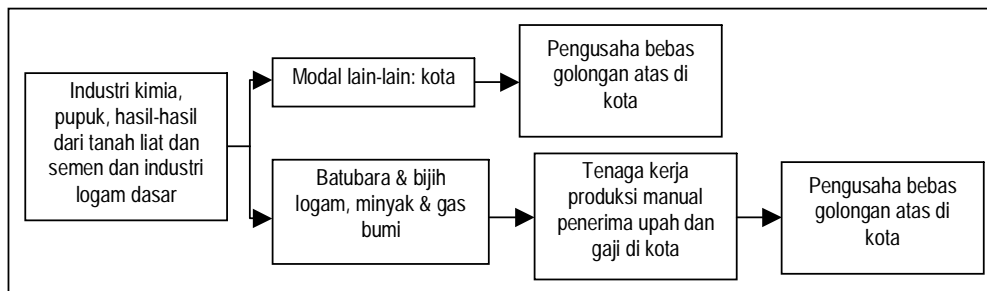 Industri kimia,
pupuk, hasil-hasil
dari tanah liat dan
semen dan industri
logam dasar
Modal lain-lain: kota
Pengusaha bebas
golongan atas di
kota
Batubara & bijih
logam, minyak & gas
bumi
Tenaga kerja
produksi manual
penerima upah dan
gaji di kota
Pengusaha bebas
golongan atas di
kota